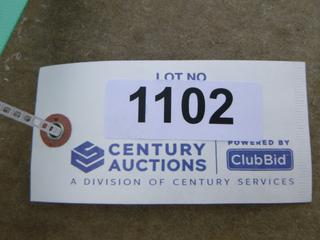 LOT NO
1102
CENTURY AUCTIONS
POWERED BY
ClubBid
A DIVISION OF CENTURY SERVICES